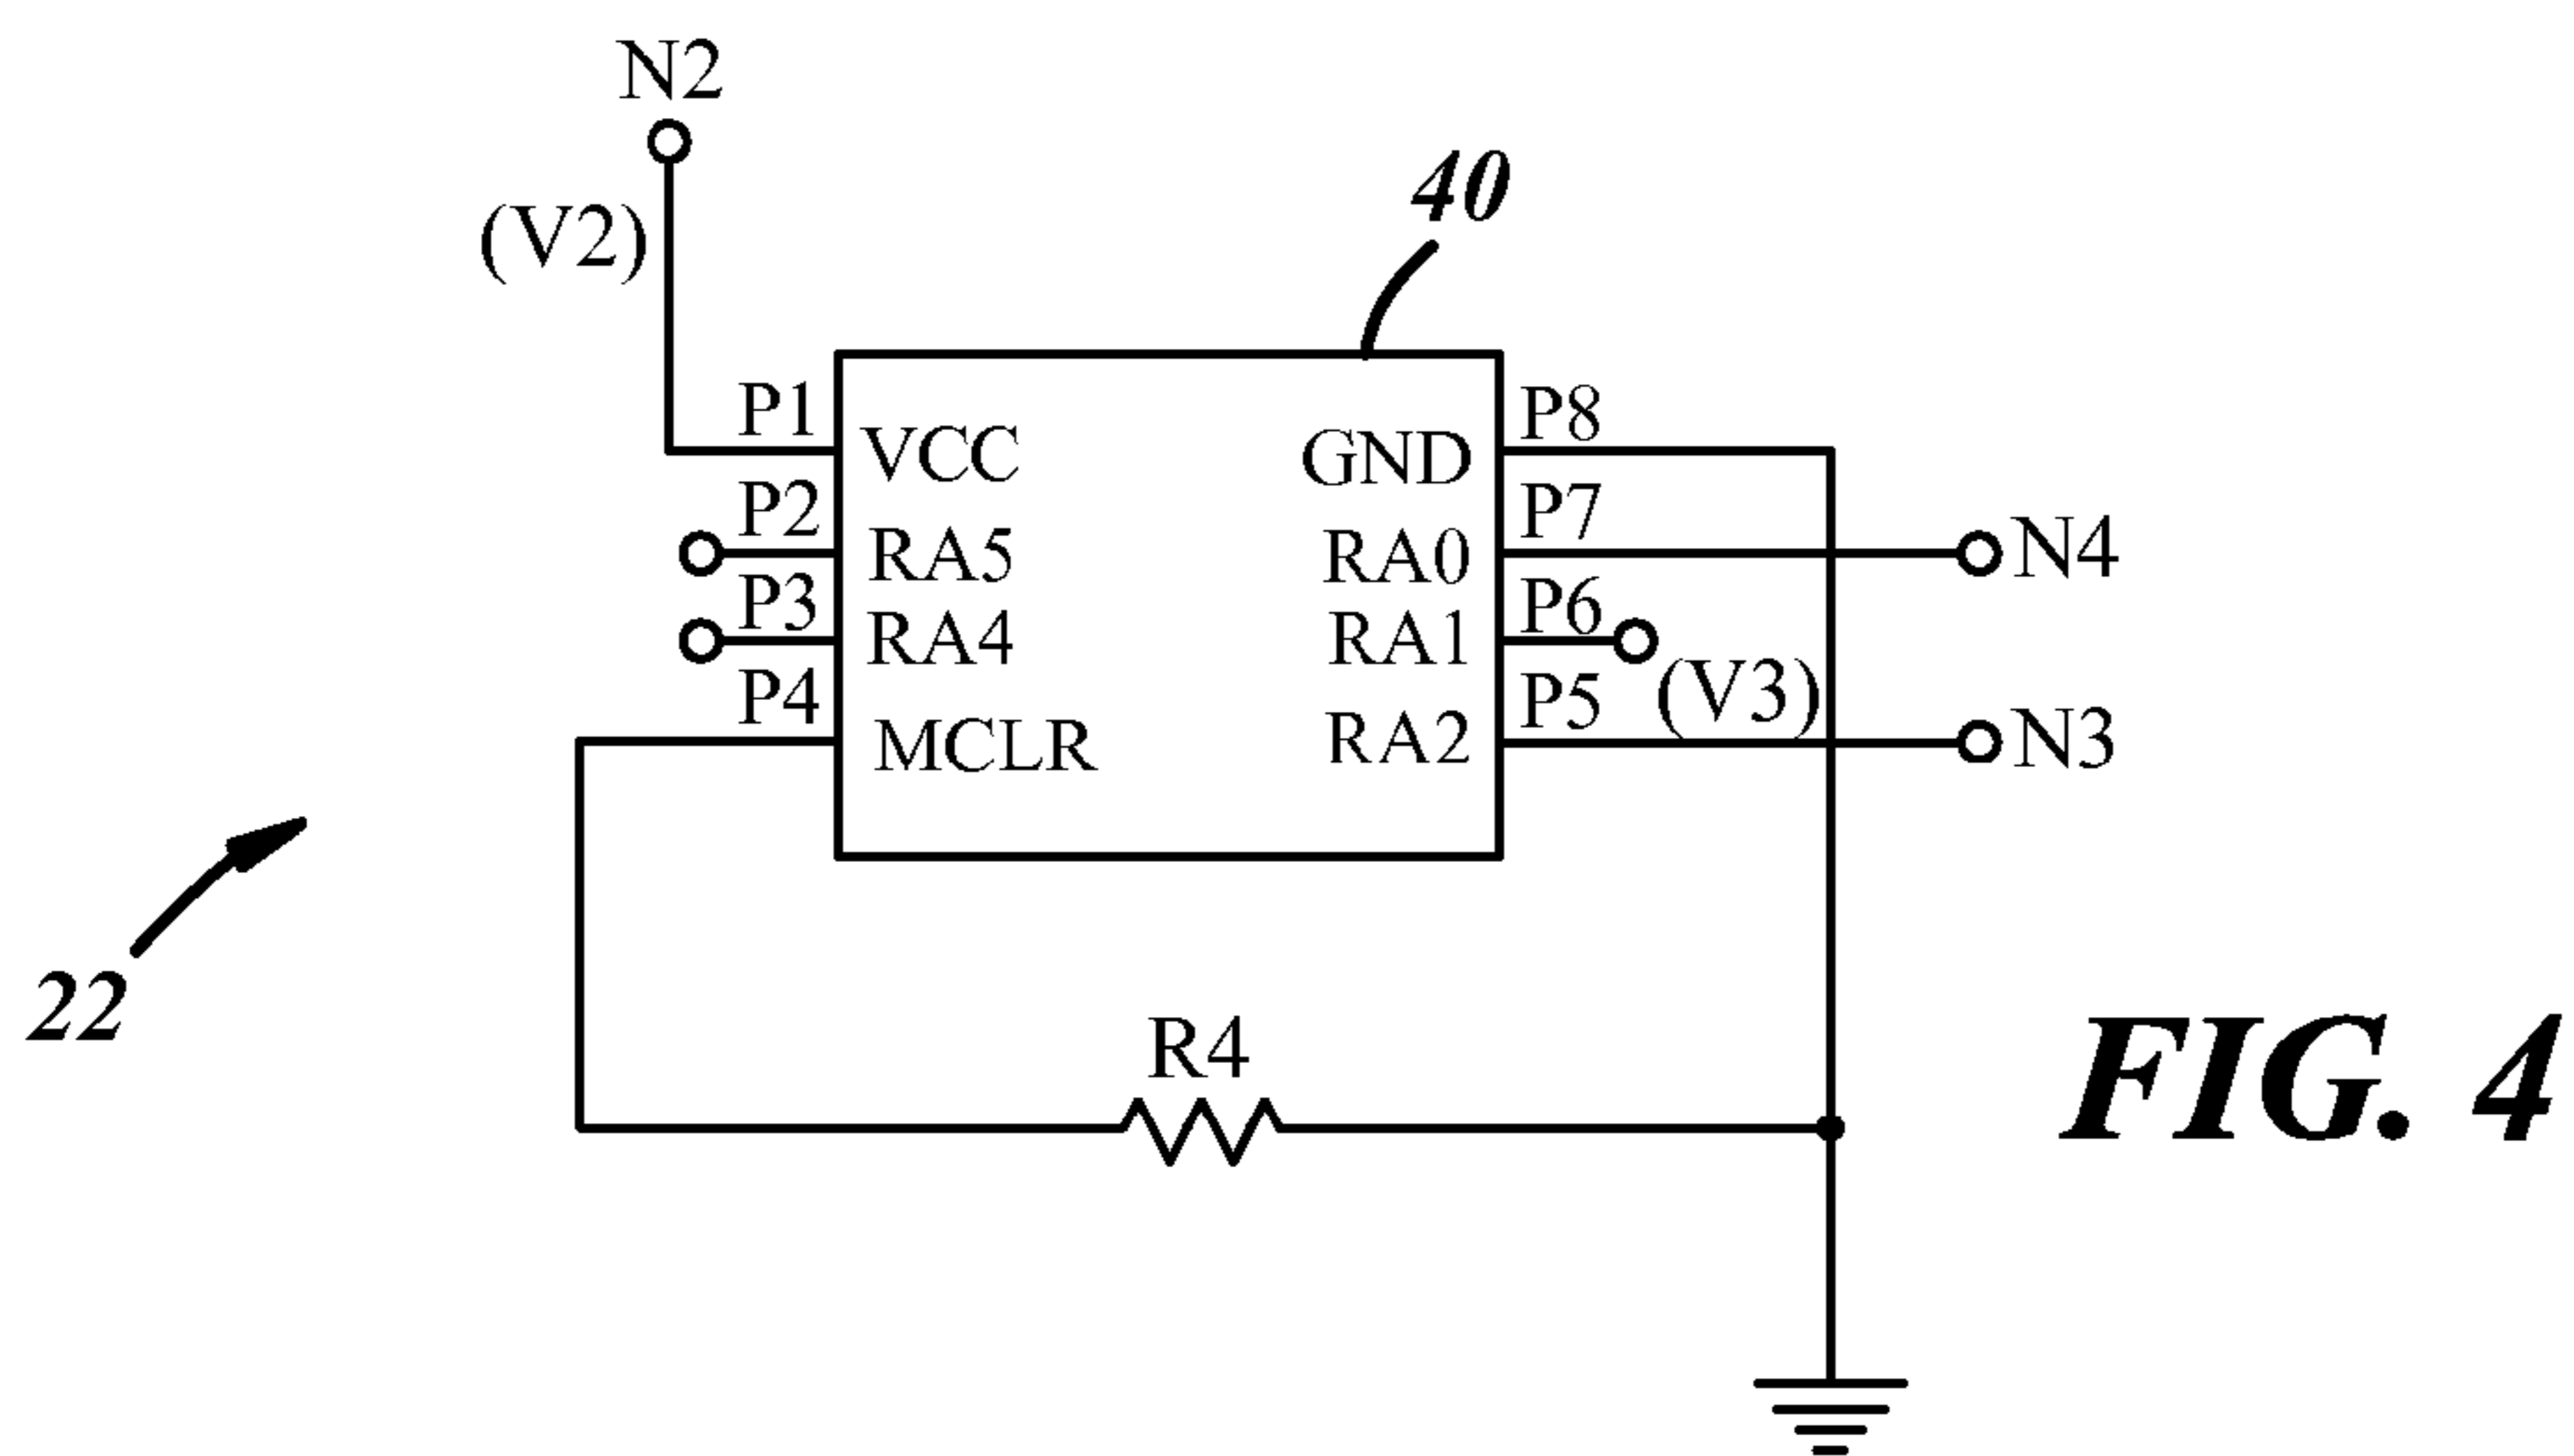 N2
40
(V2)
P1 VCC GND P8
P2 RA5 RA0 P7 N4
P3 RA4 RA1 P6
(V3)
P4 MCLR RA2 P5 N3
22
R4
FIG. 4